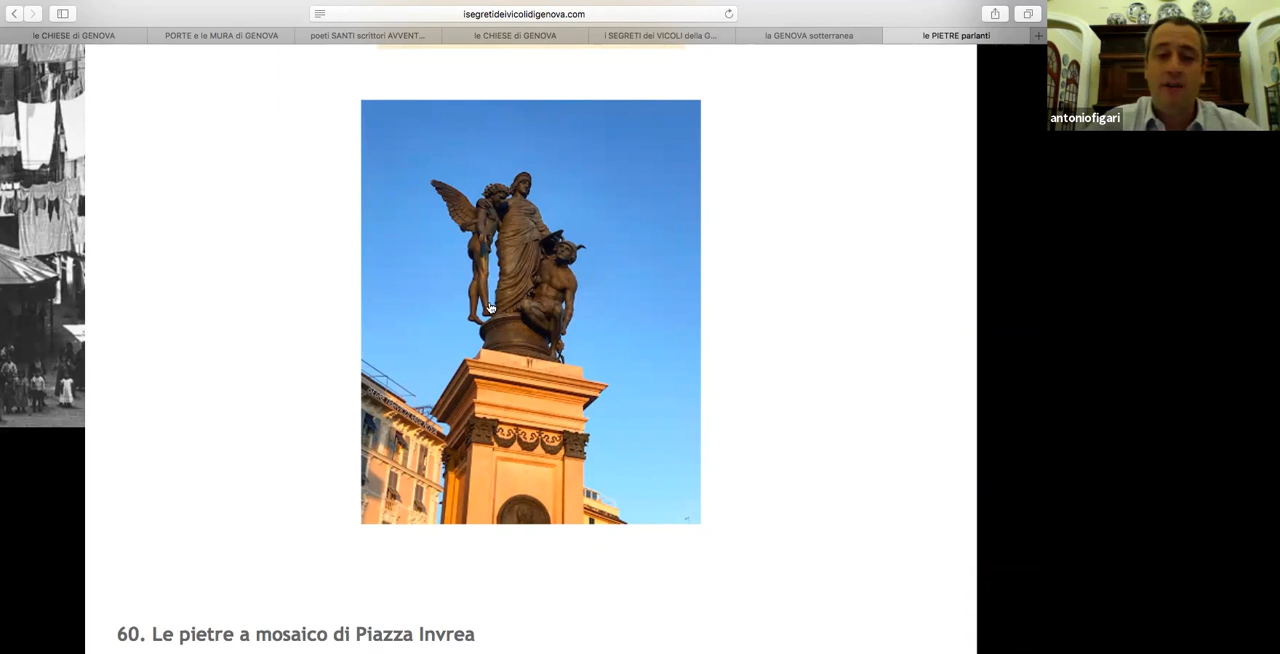 isegretideivicolidigenova.com
le CHIESE di GENOVA
PORTE e le MURA di GENOVA
poeti SANTI scrittori AVVENT...
le CHIESE di GENOVA
i SEGRETI dei VICOLI della G...
la GENOVA sotterranea
le PIETRE parlanti
antoniofigari
60. Le pietre a mosaico di Piazza Invrea